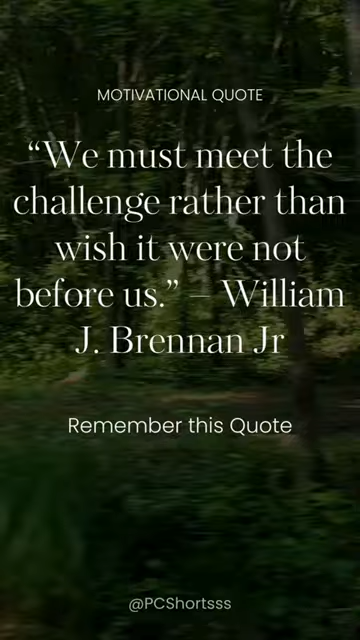 MOTIVATIONAL QUOTE
“We must meet the
challenge rather than
wish it were not
before us.” – William
J. Brennan Jr
Remember this Quote
@PCShortsss